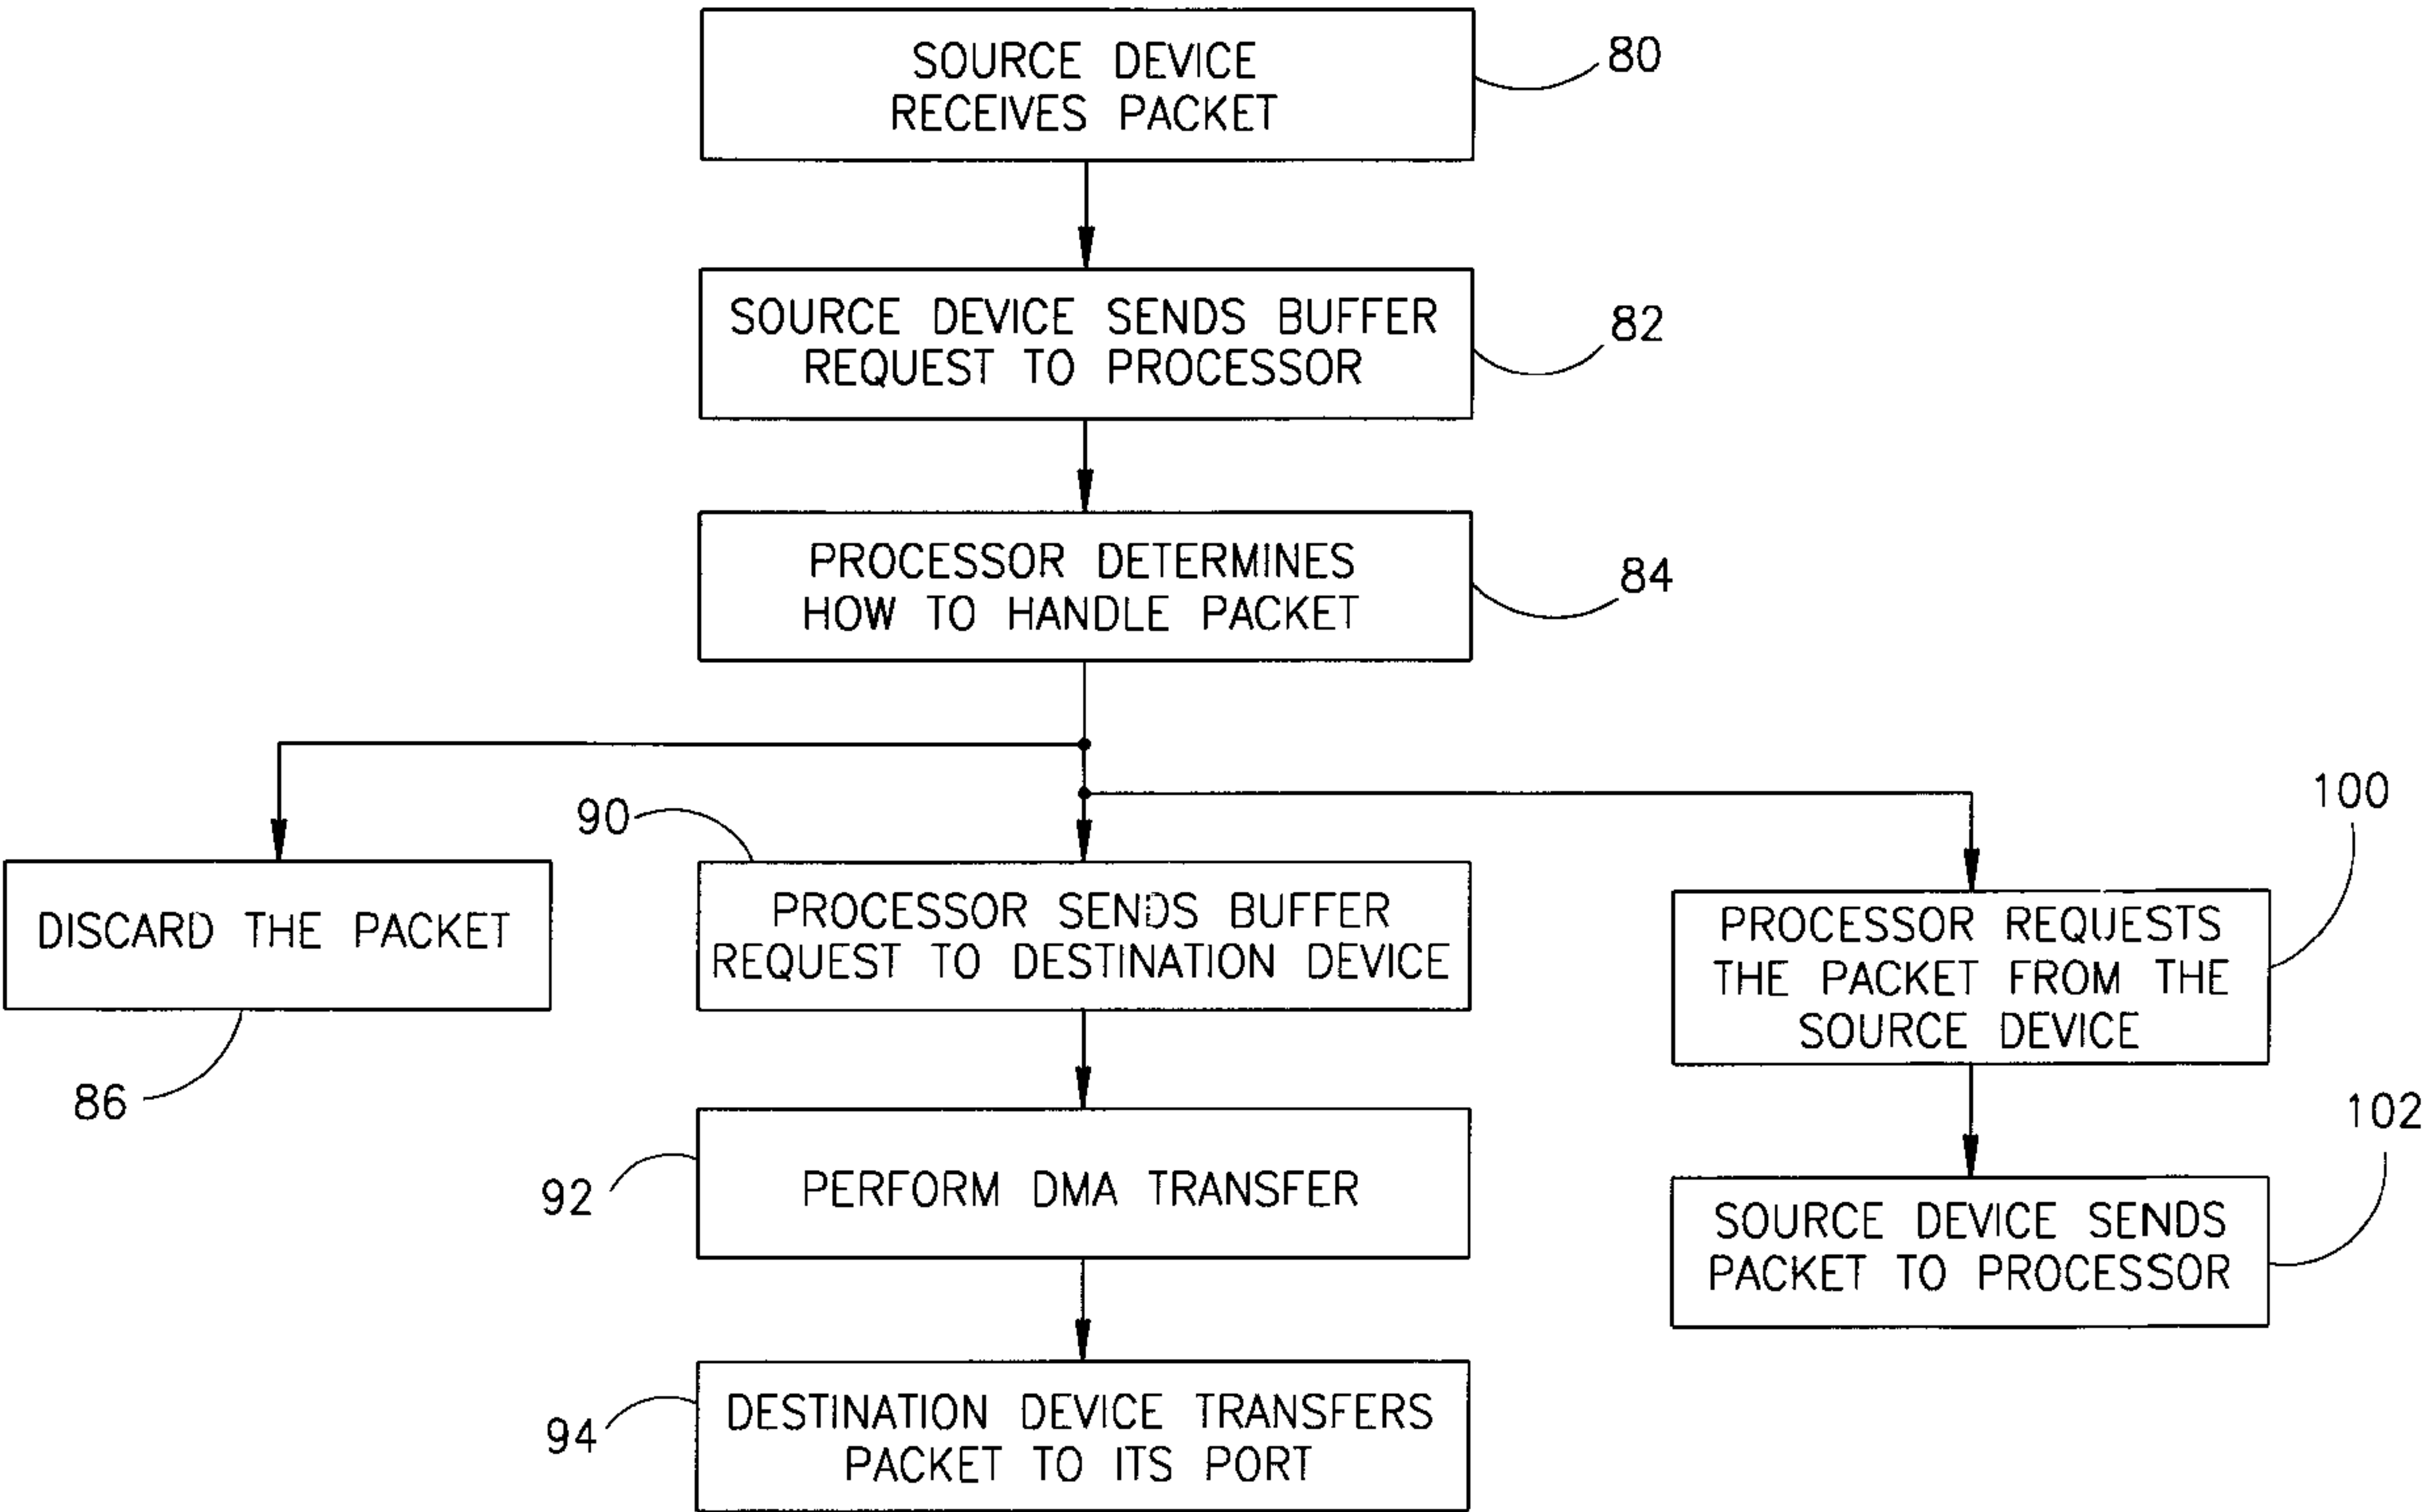 SOURCE DEVICE
RECEIVES PACKET
80
SOURCE DEVICE SENDS BUFFER
REQUEST TO PROCESSOR
82
PROCESSOR DETERMINES
HOW TO HANDLE PACKET
84
DISCARD THE PACKET
86
90
PROCESSOR SENDS BUFFER
REQUEST TO DESTINATION DEVICE
100
PROCESSOR REQUESTS
THE PACKET FROM THE
SOURCE DEVICE
92
PERFORM DMA TRANSFER
102
SOURCE DEVICE SENDS
PACKET TO PROCESSOR
94
DESTINATION DEVICE TRANSFERS
PACKET TO ITS PORT